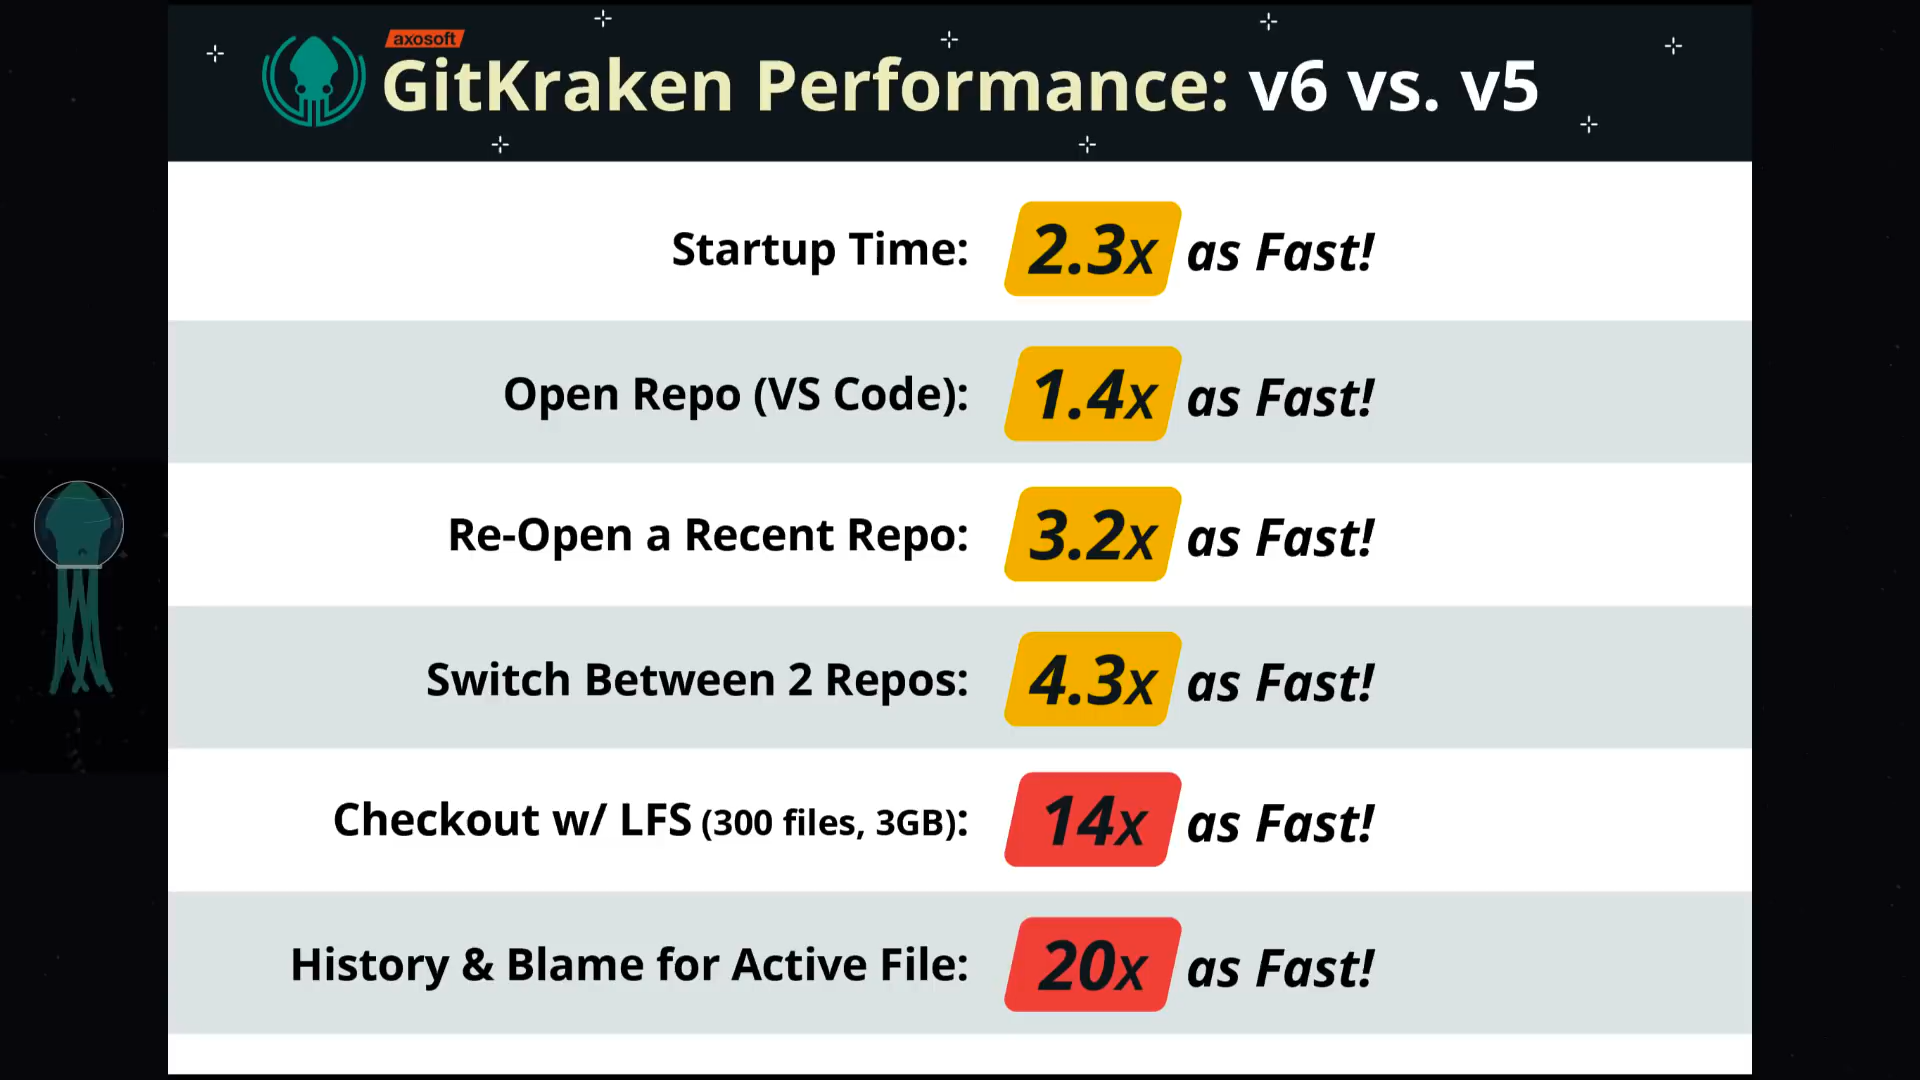 axosoft
GitKraken Performance: v6 vs. v5
Startup Time: 2.3x as Fast!
Open Repo (VS Code): 1.4x as Fast!
Re-Open a Recent Repo: 3.2x as Fast!
Switch Between 2 Repos: 4.3x as Fast!
Checkout w/ LFS (300 files, 3GB): 14x as Fast!
History & Blame for Active File: 20x as Fast!